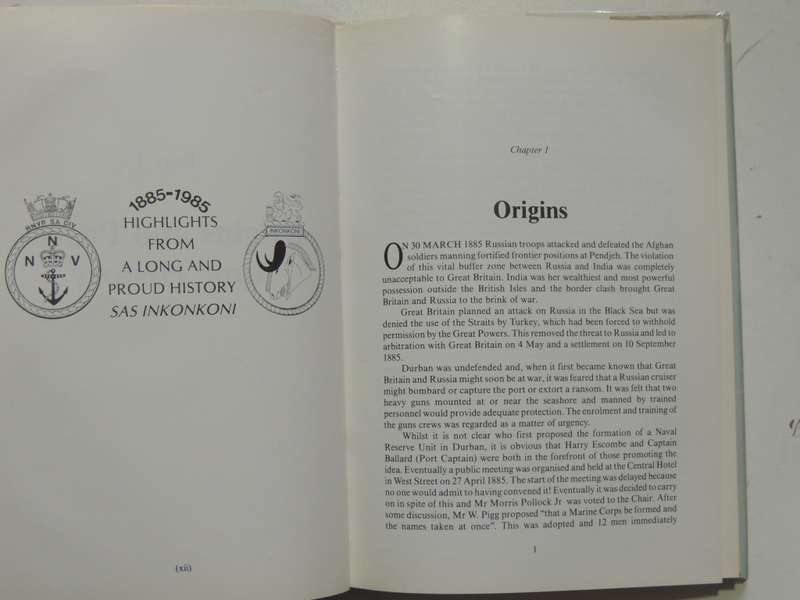 RNVR SA DIV
N
N V
1885-1985
HIGHLIGHTS
FROM
A LONG AND
PROUD HISTORY
SAS INKONKONI
INKONKONI
(xii)
Chapter 1
Origins
ON 30 MARCH 1885 Russian troops attacked and defeated the Afghan
soldiers manning fortified frontier positions at Pendjeh. The violation
of this vital buffer zone between Russia and India was completely
unacceptable to Great Britain. India was her wealthiest and most powerful
possession outside the British Isles and the border clash brought Great
Britain and Russia to the brink of war.
Great Britain planned an attack on Russia in the Black Sea but was
denied the use of the Straits by Turkey, which had been forced to withhold
permission by the Great Powers. This removed the threat to Russia and led to
arbitration with Great Britain on 4 May and a settlement on 10 September
1885.
Durban was undefended and, when it first became known that Great
Britain and Russia might soon be at war, it was feared that a Russian cruiser
might bombard or capture the port or extort a ransom. It was felt that two
heavy guns mounted at or near the seashore and manned by trained
personnel would provide adequate protection. The enrolment and training of
the guns crews was regarded as a matter of urgency.
Whilst it is not clear who first proposed the formation of a Naval
Reserve Unit in Durban, it is obvious that Harry Escombe and Captain
Ballard (Port Captain) were both in the forefront of those promoting the
idea. Eventually a public meeting was organised and held at the Central Hotel
in West Street on 27 April 1885. The start of the meeting was delayed because
no one would admit to having convened it! Eventually it was decided to carry
on in spite of this and Mr Morris Pollock Jr was voted to the Chair. After
some discussion, Mr W. Pigg proposed "that a Marine Corps be formed and
the names taken at once". This was adopted and 12 men immediately
1